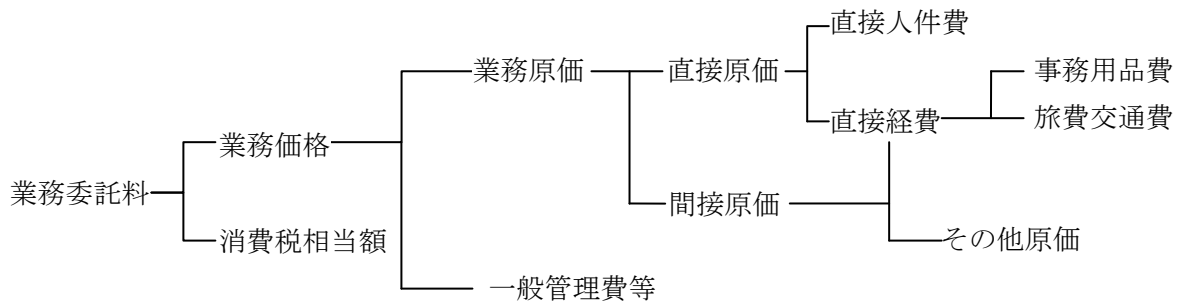 業務委託料
業務価格
消費税相当額
業務原価
一般管理費等
直接原価
間接原価
直接人件費
直接経費
その他原価
事務用品費
旅費交通費